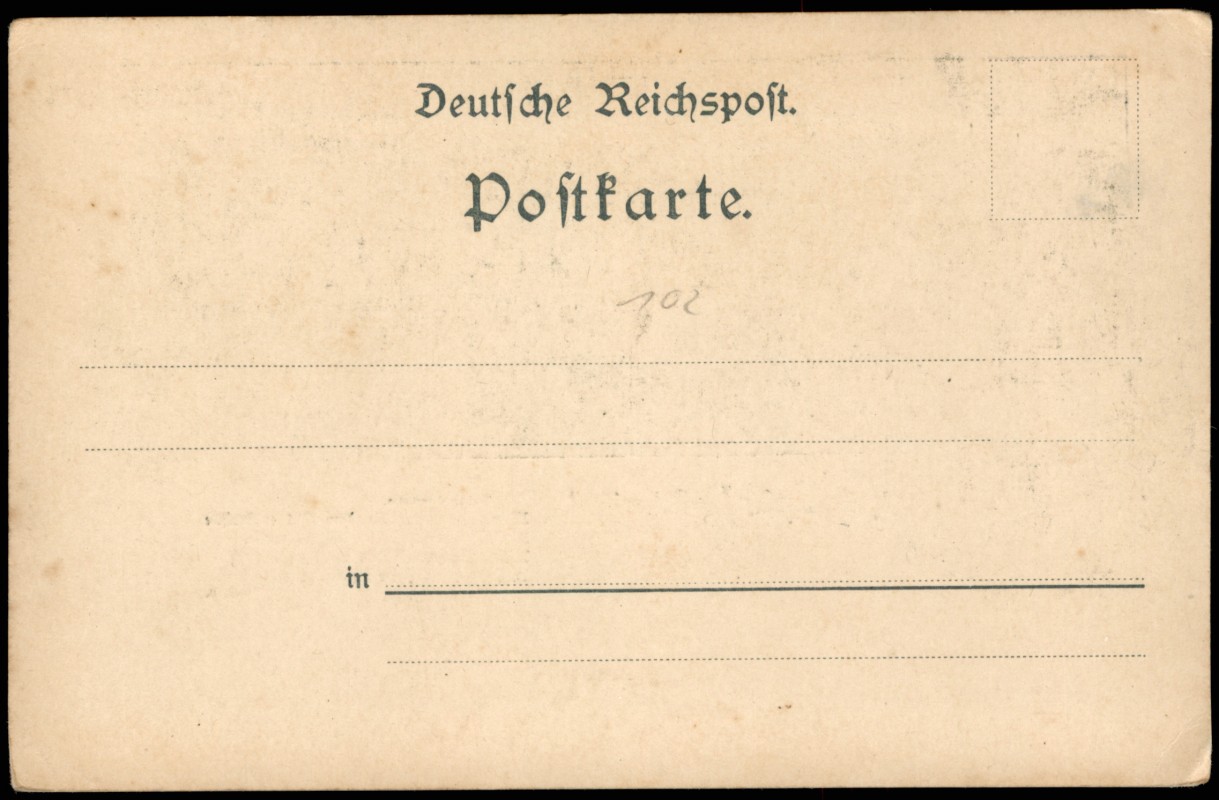 Deutſche Reichspoſt.
Poſtkarte.
102
in